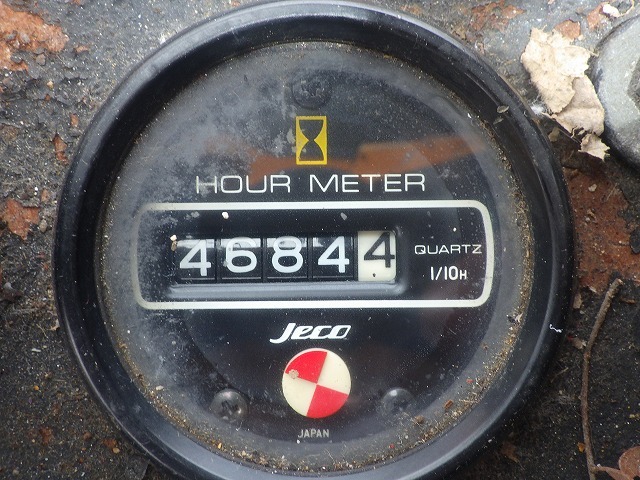 HOUR METER
46844
QUARTZ
1/10H
Jeco
JAPAN